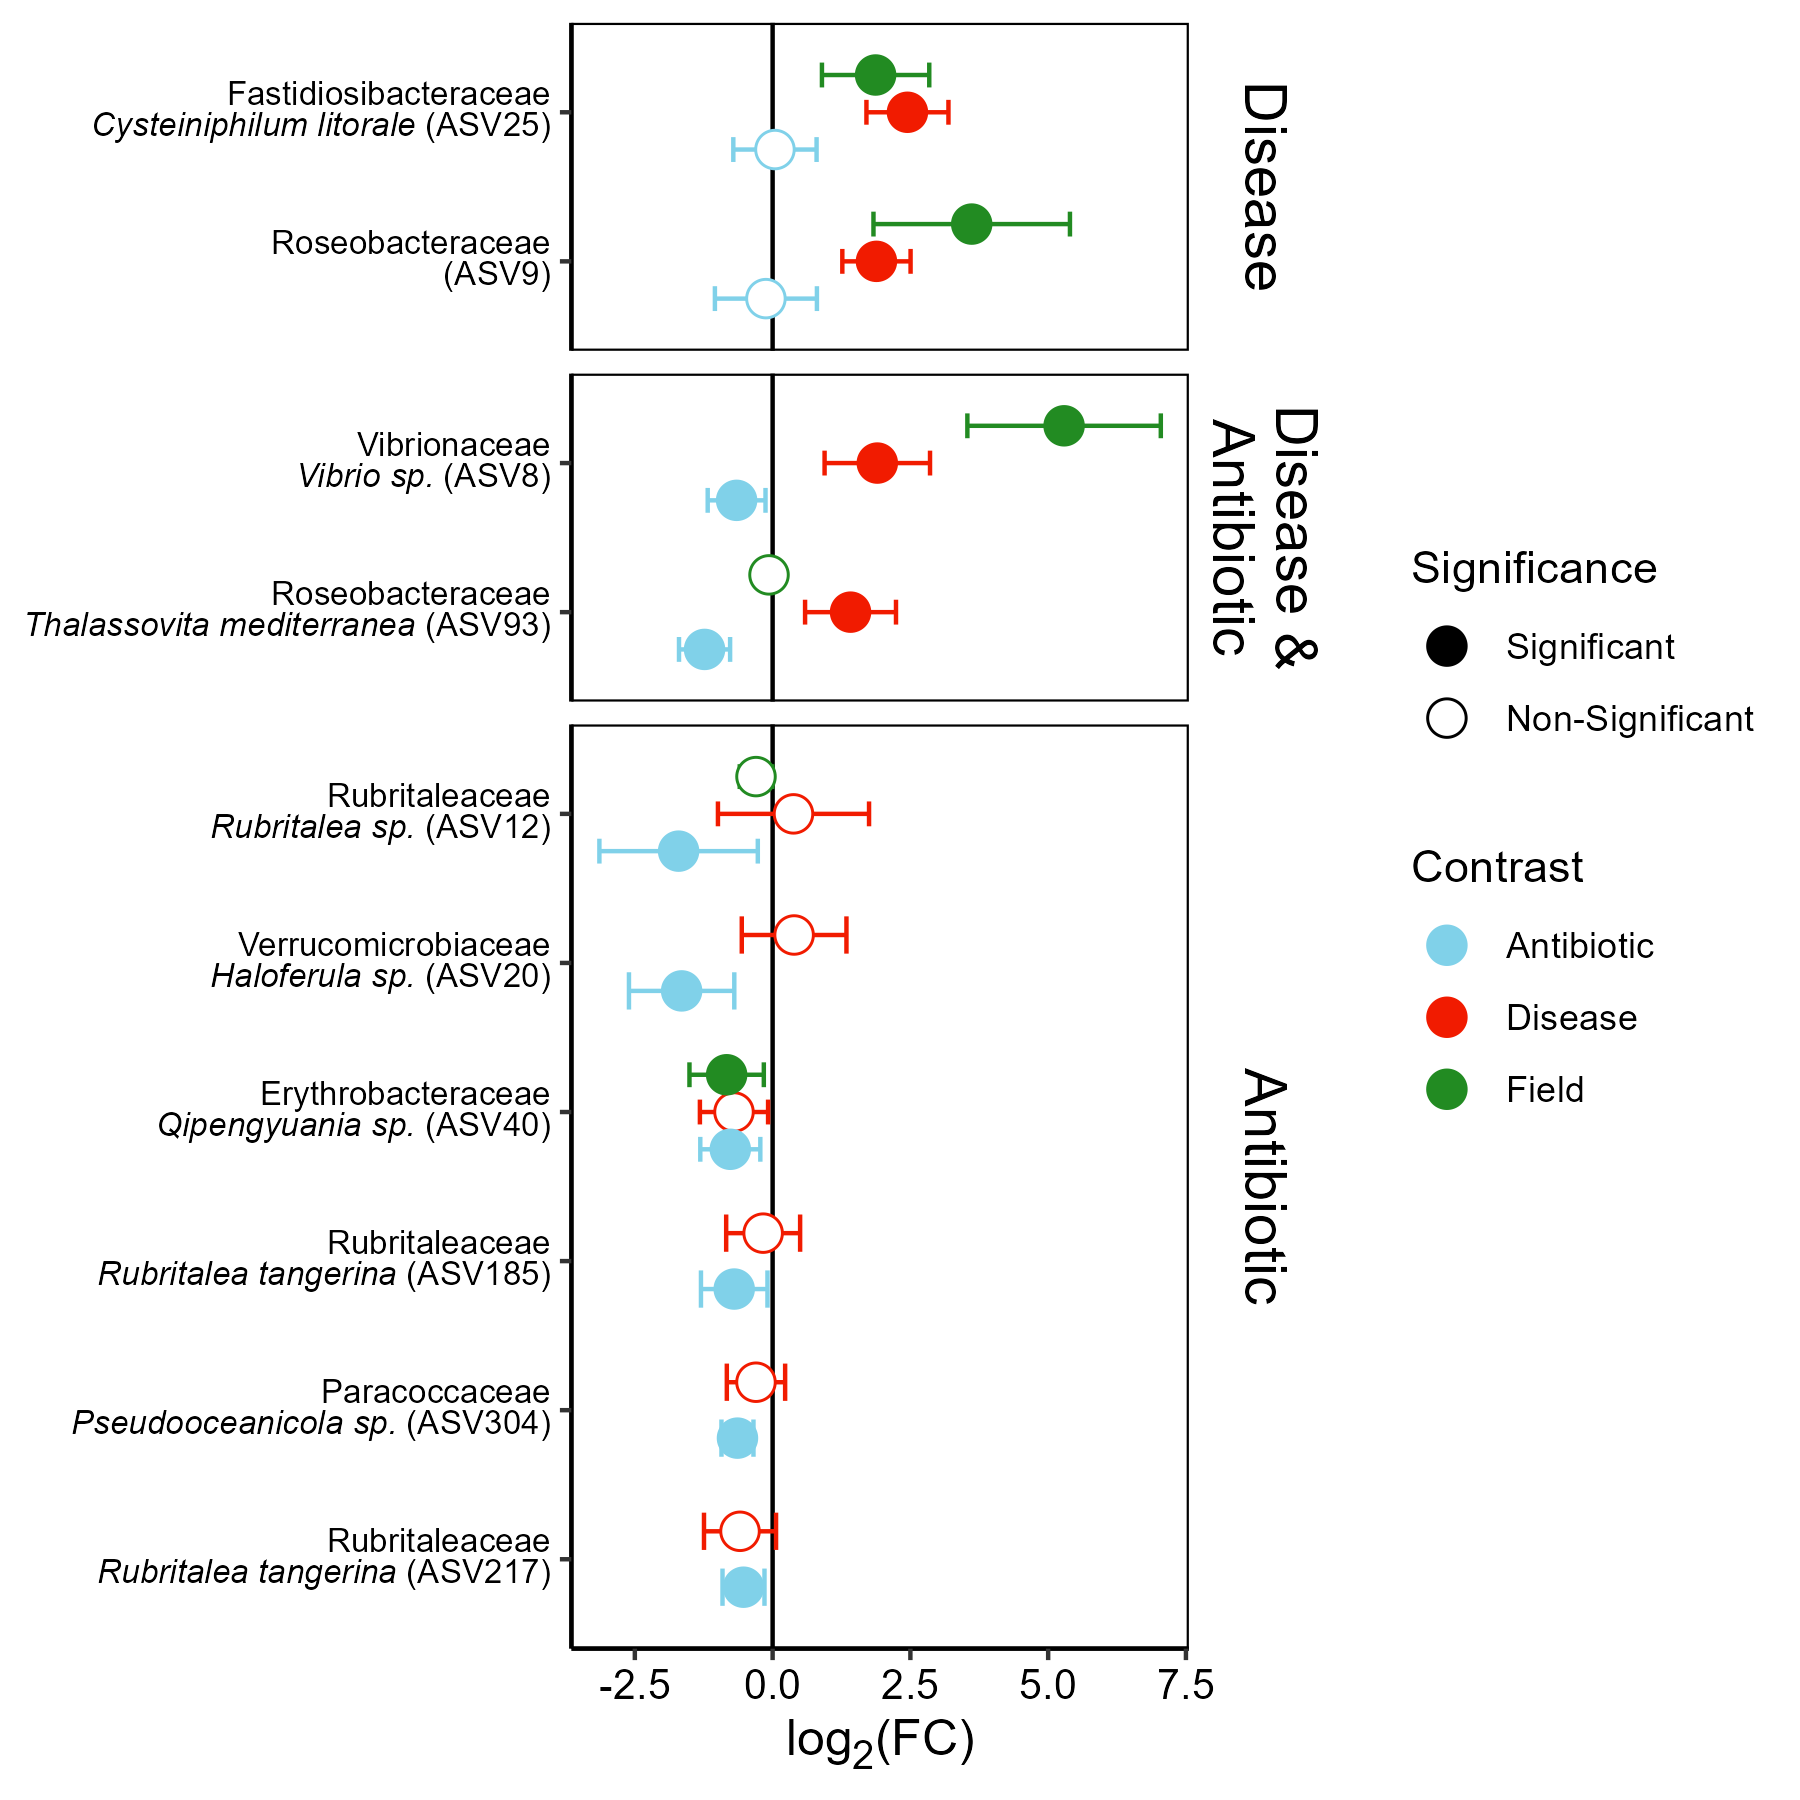 Fastidiosibacteraceae
Cysteiniphilum litorale (ASV25)
Roseobacteraceae
(ASV9)
Disease
Vibrionaceae
Vibrio sp. (ASV8)
Roseobacteraceae
Thalassovita mediterranea (ASV93)
Disease &
Antibiotic
Rubritaleaceae
Rubritalea sp. (ASV12)
Verrucomicrobiaceae
Haloferula sp. (ASV20)
Erythrobacteraceae
Qipengyuania sp. (ASV40)
Rubritaleaceae
Rubritalea tangerina (ASV185)
Paracoccaceae
Pseudooceanicola sp. (ASV304)
Rubritaleaceae
Rubritalea tangerina (ASV217)
Antibiotic
-2.5 0.0 2.5 5.0 7.5
log2(FC)
Significance
Significant
Non-Significant
Contrast
Antibiotic
Disease
Field